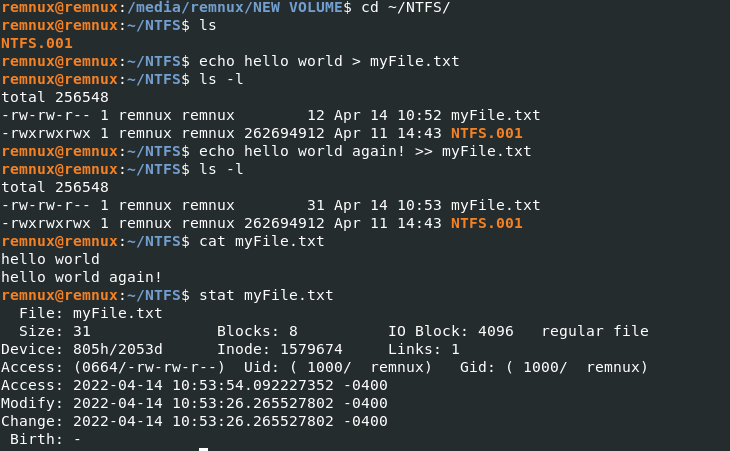 remnux@remnux:/media/remnux/NEW VOLUME$ cd ~/NTFS/
remnux@remnux:~/NTFS$ ls
NTFS.001
remnux@remnux:~/NTFS$ echo hello world > myFile.txt
remnux@remnux:~/NTFS$ ls -l
total 256548
-rw-rw-r-- 1 remnux remnux        12 Apr 14 10:52 myFile.txt
-rwxrwxrwx 1 remnux remnux 262694912 Apr 11 14:43 NTFS.001
remnux@remnux:~/NTFS$ echo hello world again! >> myFile.txt
remnux@remnux:~/NTFS$ ls -l
total 256548
-rw-rw-r-- 1 remnux remnux        31 Apr 14 10:53 myFile.txt
-rwxrwxrwx 1 remnux remnux 262694912 Apr 11 14:43 NTFS.001
remnux@remnux:~/NTFS$ cat myFile.txt
hello world
hello world again!
remnux@remnux:~/NTFS$ stat myFile.txt
  File: myFile.txt
  Size: 31              Blocks: 8          IO Block: 4096   regular file
Device: 805h/2053d      Inode: 1579674     Links: 1
Access: (0664/-rw-rw-r--)  Uid: ( 1000/  remnux)   Gid: ( 1000/  remnux)
Access: 2022-04-14 10:53:54.092227352 -0400
Modify: 2022-04-14 10:53:26.265527802 -0400
Change: 2022-04-14 10:53:26.265527802 -0400
 Birth: -